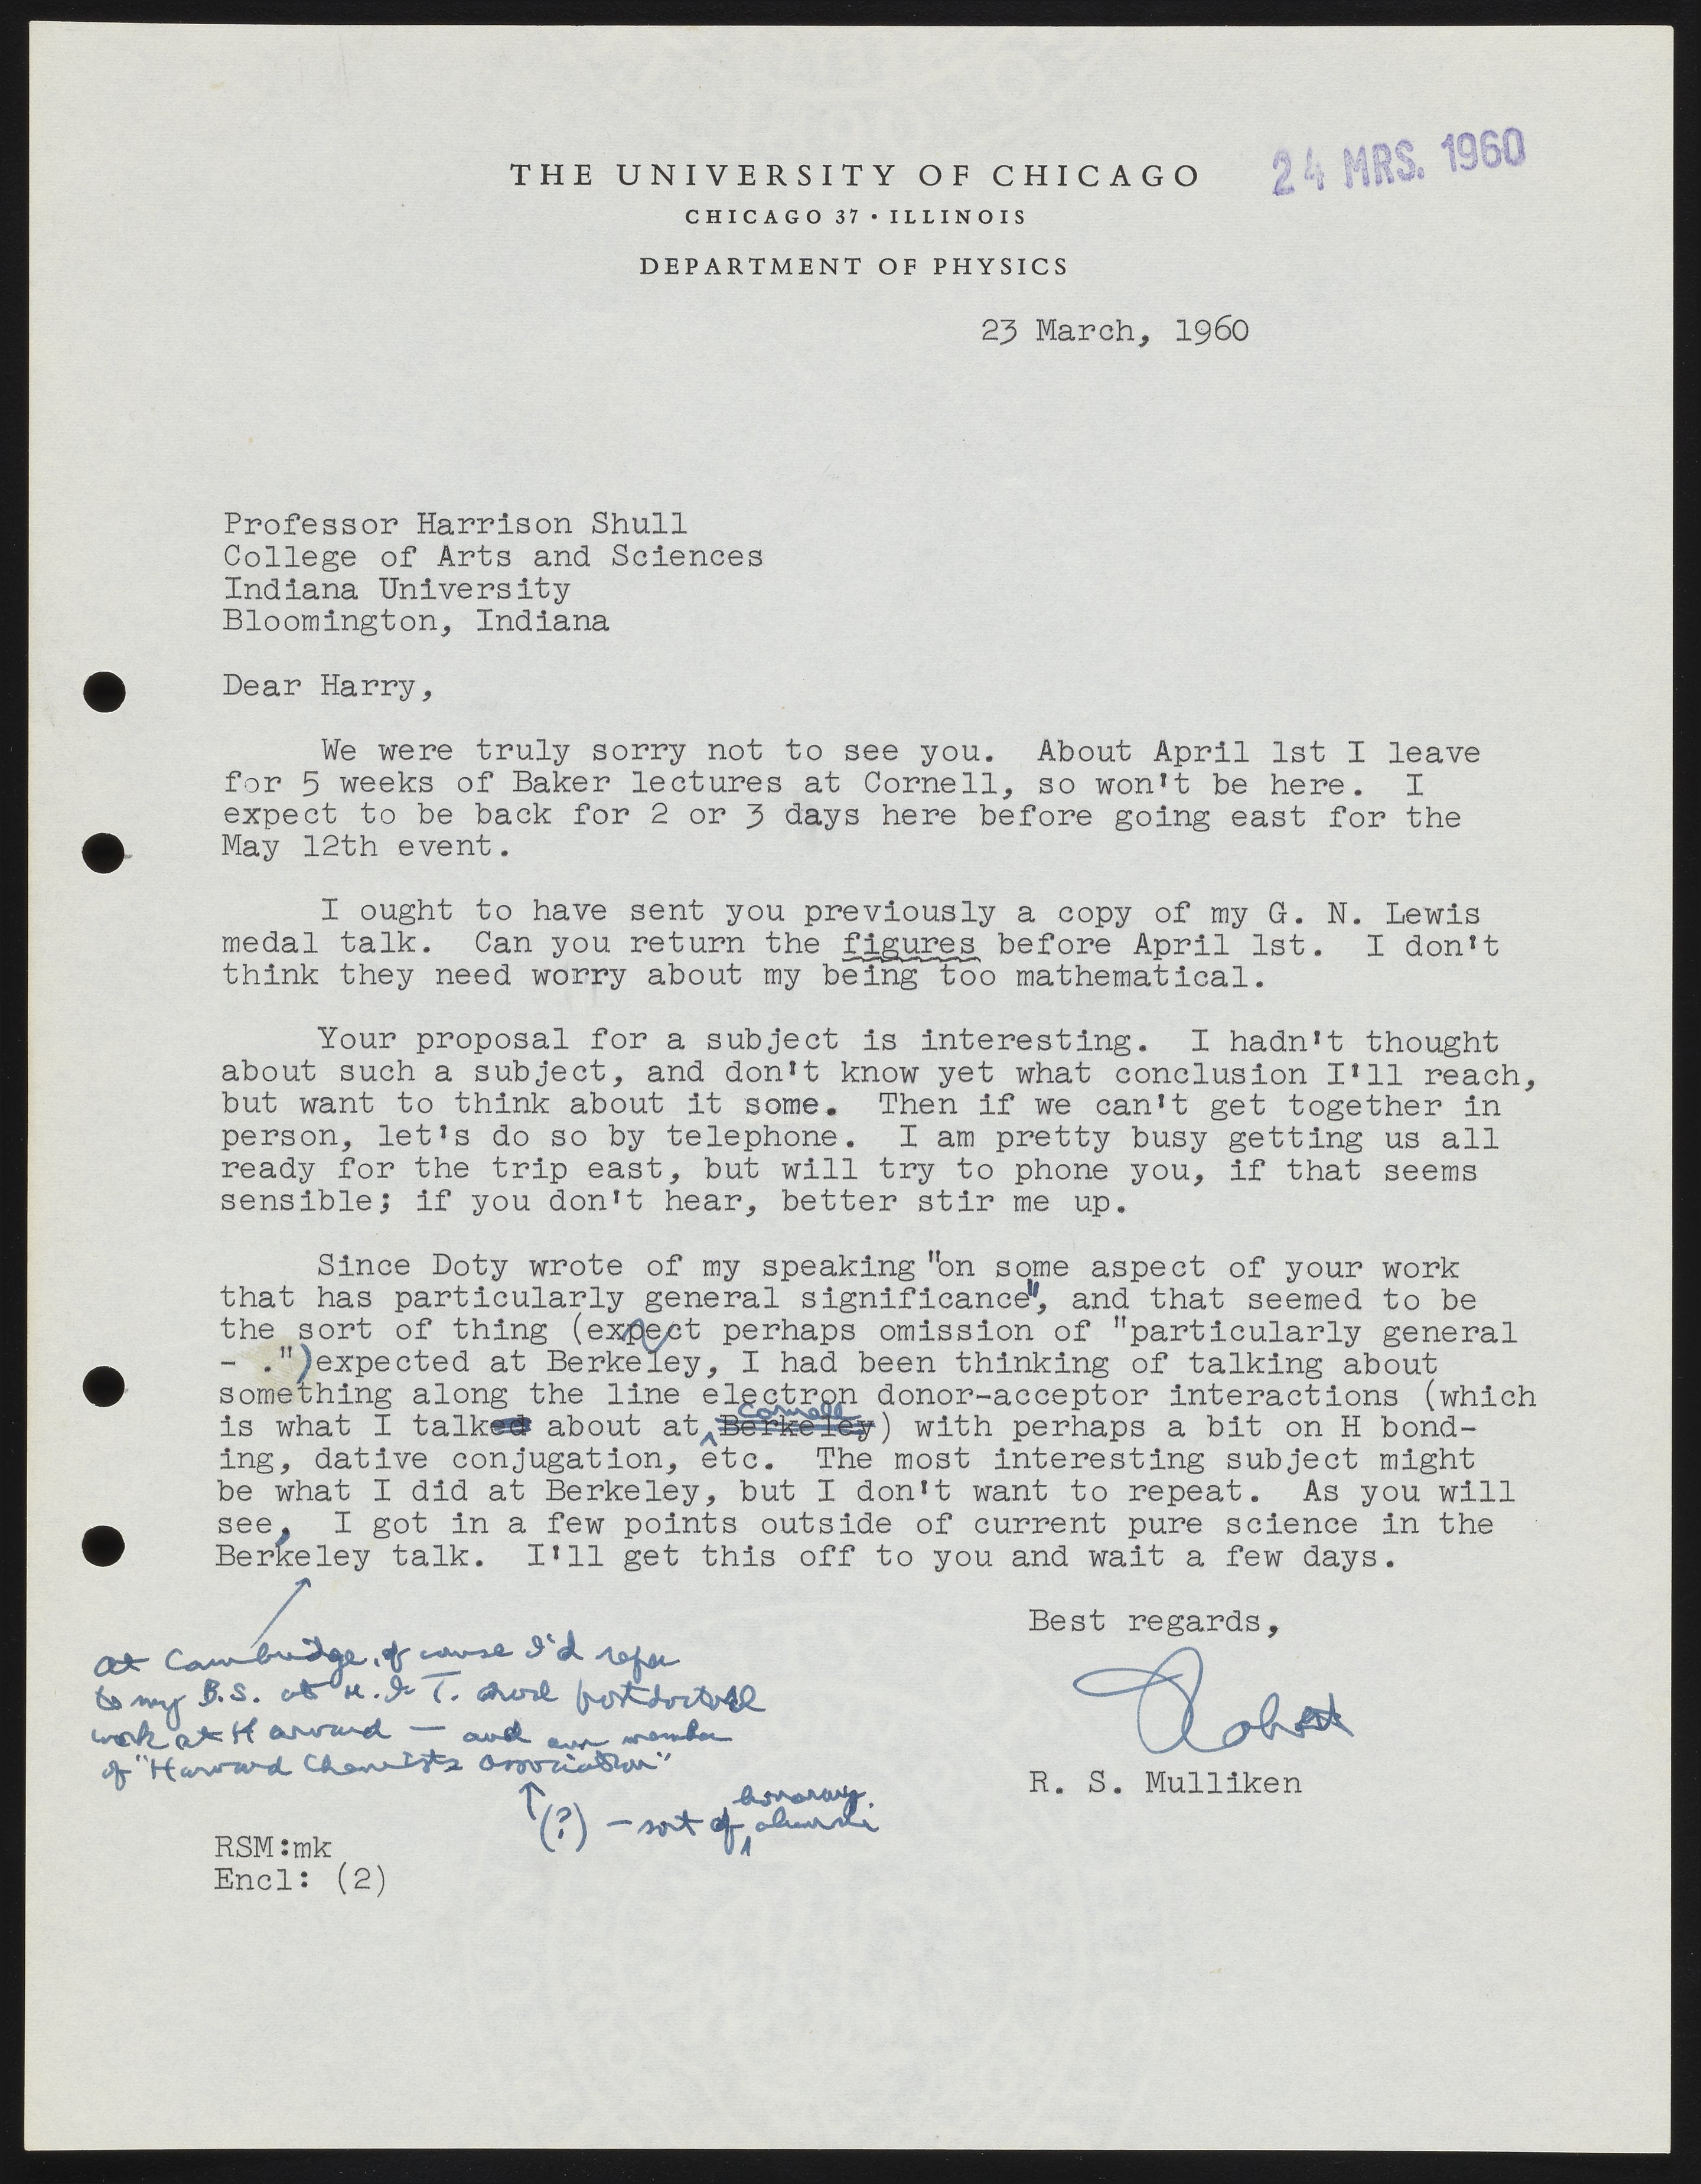 THE UNIVERSITY OF CHICAGO
24 MRS. 1960
CHICAGO 37 • ILLINOIS
DEPARTMENT OF PHYSICS
23 March, 1960
Professor Harrison Shull
College of Arts and Sciences
Indiana University
Bloomington, Indiana
Dear Harry,
We were truly sorry not to see you. About April 1st I leave
for 5 weeks of Baker lectures at Cornell, so won't be here. I
expect to be back for 2 or 3 days here before going east for the
May 12th event.
I ought to have sent you previously a copy of my G. N. Lewis
medal talk. Can you return the figures before April 1st. I don't
think they need worry about my being too mathematical.
Your proposal for a subject is interesting. I hadn't thought
about such a subject, and don't know yet what conclusion I'll reach,
but want to think about it some. Then if we can't get together in
person, let's do so by telephone. I am pretty busy getting us all
ready for the trip east, but will try to phone you, if that seems
sensible; if you don't hear, better stir me up.
Since Doty wrote of my speaking "on some aspect of your work
that has particularly general significance", and that seemed to be
the sort of thing (expect perhaps omission of "particularly general
- .") expected at Berkeley, I had been thinking of talking about
something along the line electron donor-acceptor interactions (which
Cornell
is what I talked about at Berkeley) with perhaps a bit on H bond-
ing, dative conjugation, etc. The most interesting subject might
be what I did at Berkeley, but I don't want to repeat. As you will
see, I got in a few points outside of current pure science in the
Berkeley talk. I'll get this off to you and wait a few days.
Best regards,
At Cambridge, of course I'd refer
to my B.S. at M.I.T. and postdoctoral
work at Harvard — and am member
of "Harvard Chemists Association"
Robert
R. S. Mulliken
honorary
↑ (?) — sort of alumni
RSM:mk
Encl: (2)